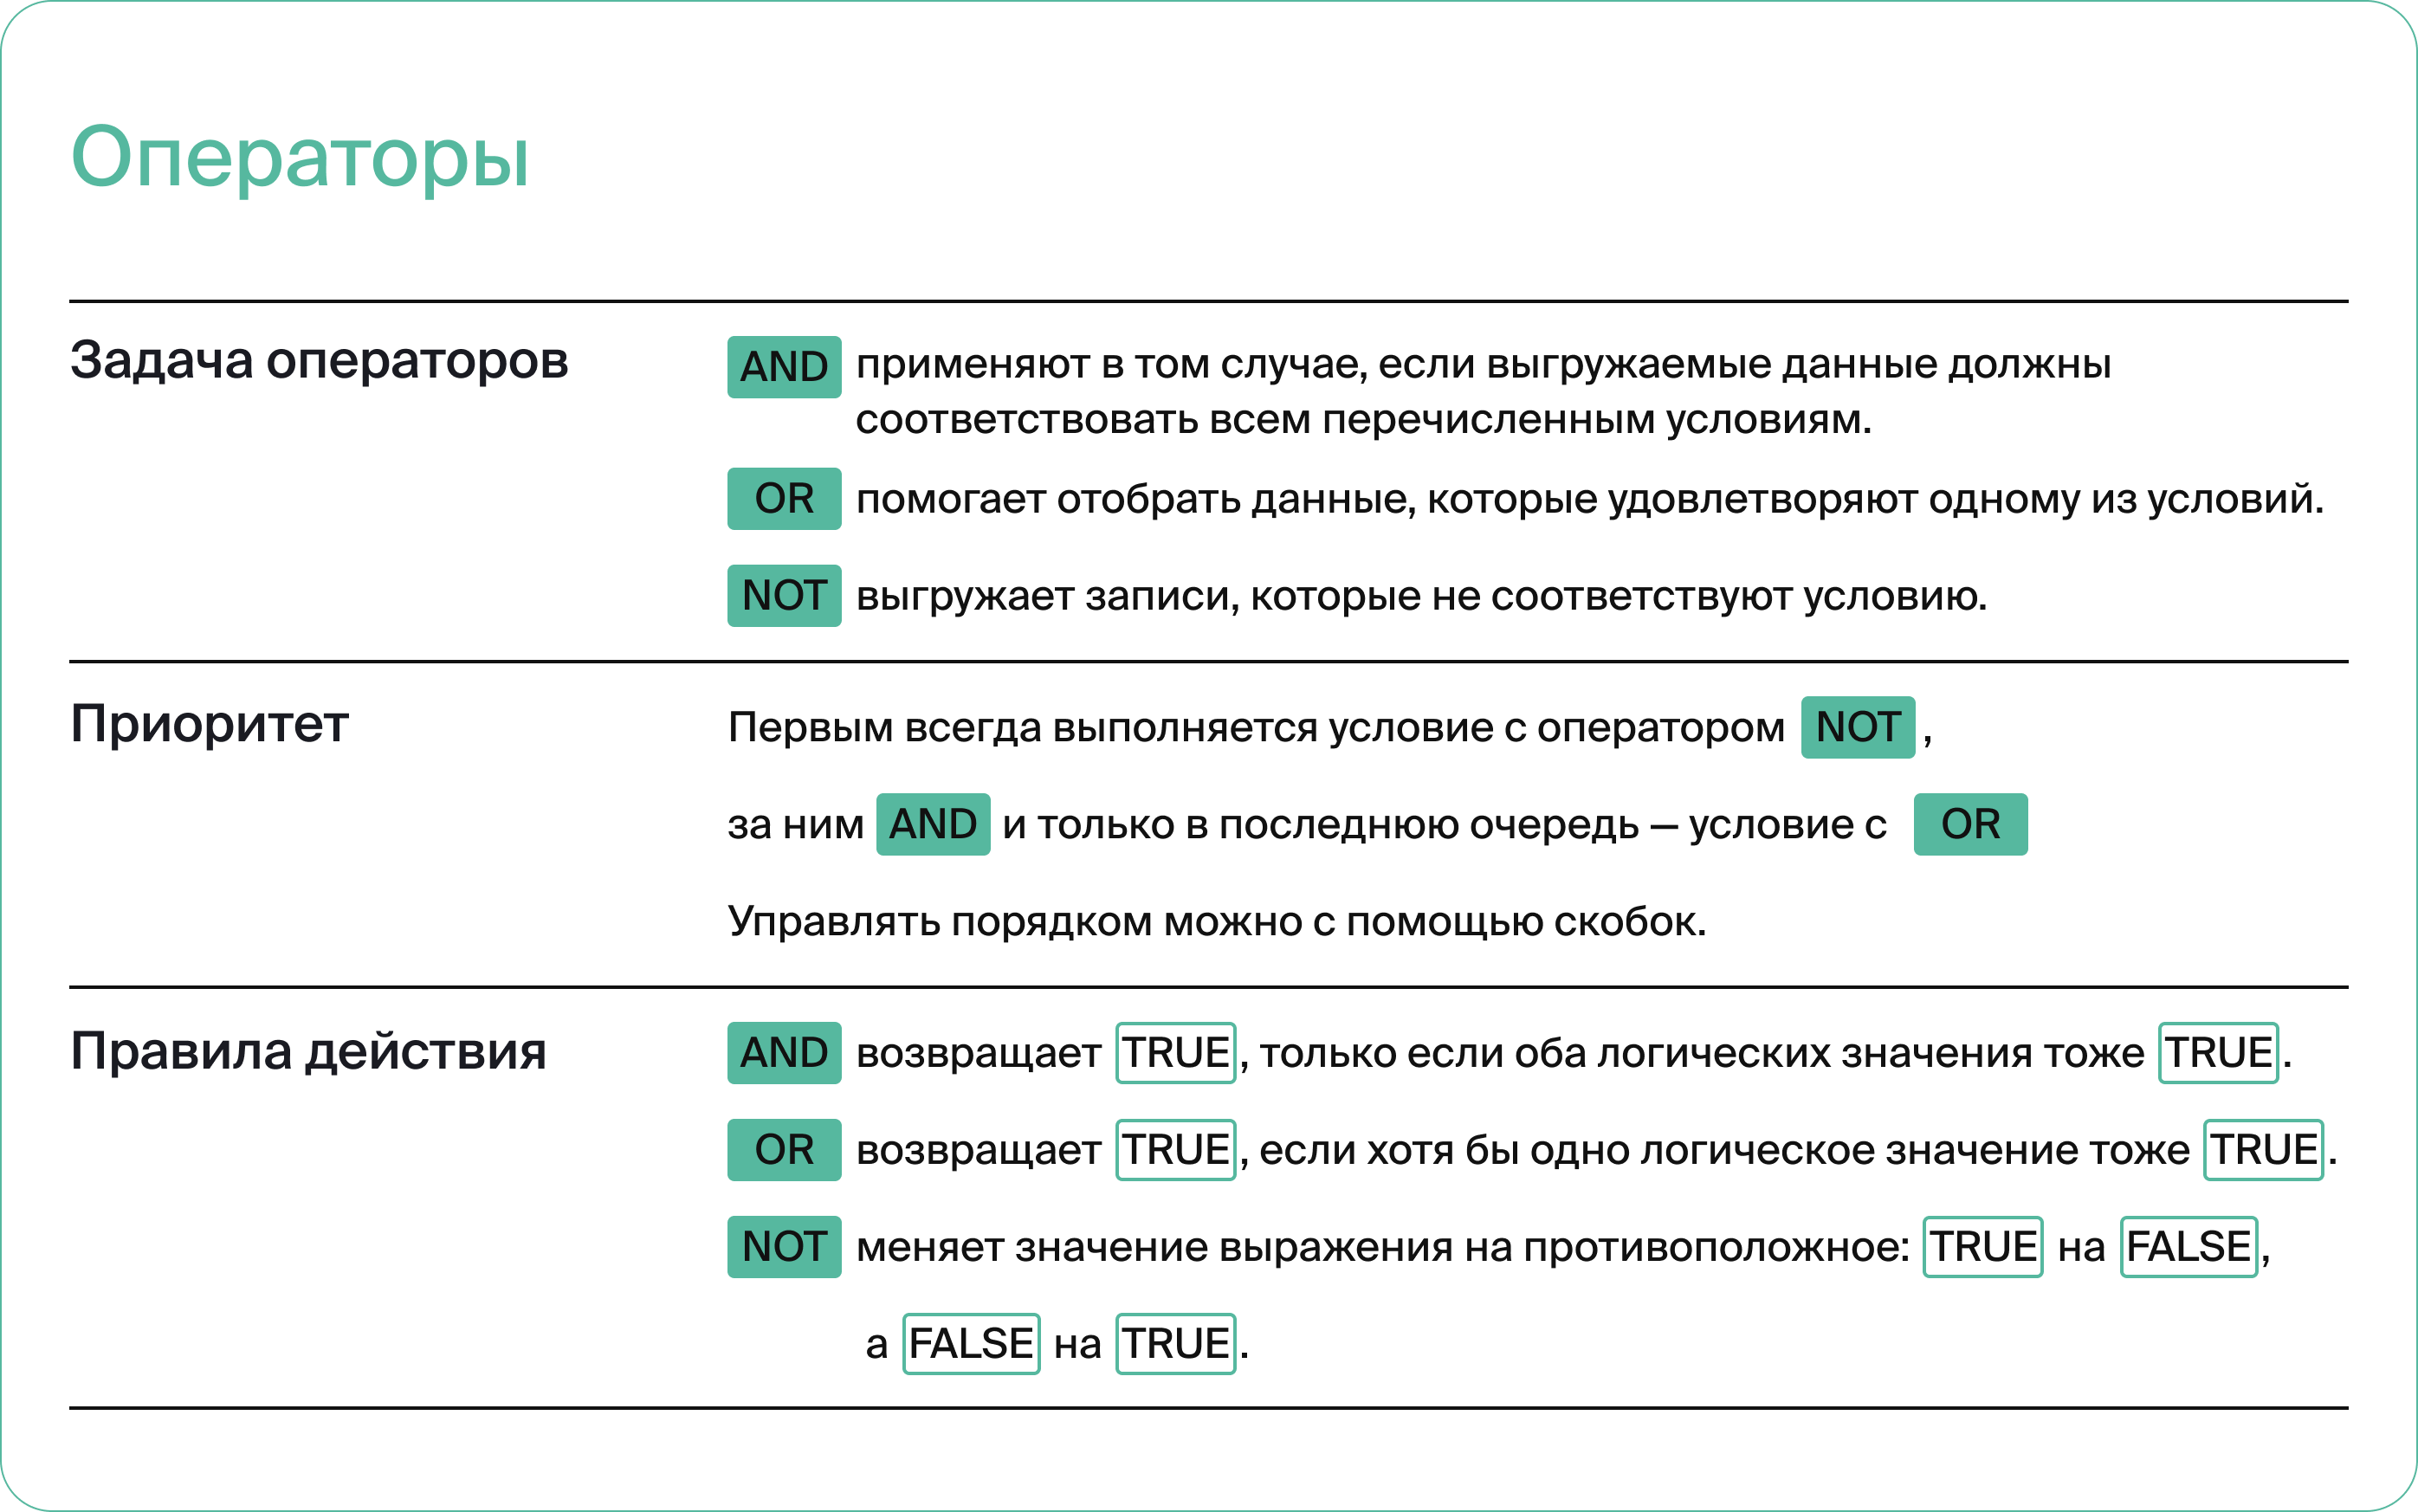 Операторы
Задача операторов
AND применяют в том случае, если выгружаемые данные должны
соответствовать всем перечисленным условиям.
OR помогает отобрать данные, которые удовлетворяют одному из условий.
NOT выгружает записи, которые не соответствуют условию.
Приоритет
Первым всегда выполняется условие с оператором NOT,
за ним AND и только в последнюю очередь — условие с OR
Управлять порядком можно с помощью скобок.
Правила действия
AND возвращает TRUE, только если оба логических значения тоже TRUE.
OR возвращает TRUE, если хотя бы одно логическое значение тоже TRUE.
NOT меняет значение выражения на противоположное: TRUE на FALSE,
а FALSE на TRUE.